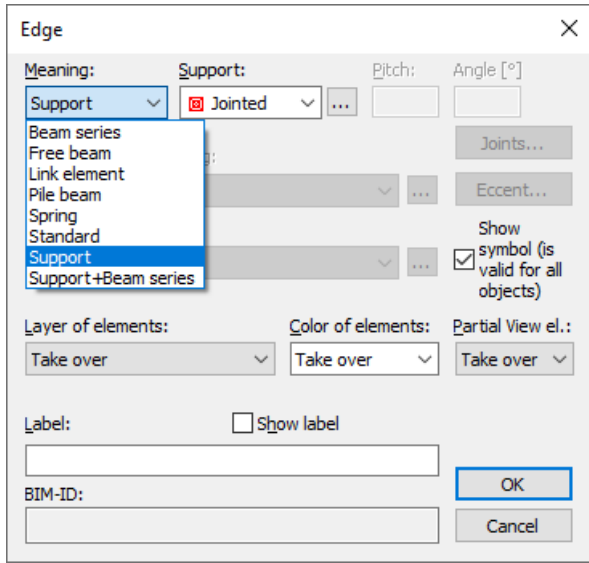 Edge
Meaning: Support: Pitch: Angle [°]
Support Jointed ...
Beam series
Free beam
Link element
Pile beam
Spring
Standard
Support
Support+Beam series
Joints...
...
Eccent...
Show
symbol (is
valid for all
objects)
...
Layer of elements: Color of elements: Partial View el.:
Take over Take over Take over
Label: Show label
BIM-ID:
OK
Cancel